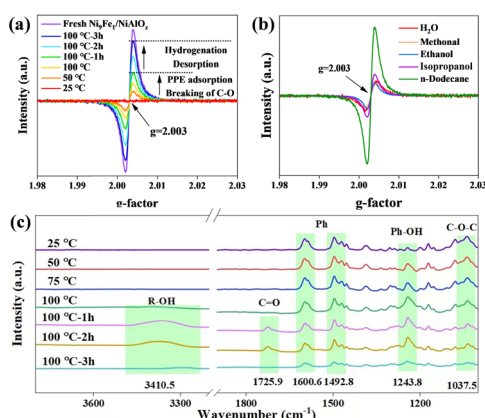 (a)
Fresh Ni9Fe1/NiAlOx
100 °C-3h
100 °C-2h
100 °C-1h
100 °C
50 °C
25 °C
Hydrogenation
Desorption
PPE adsorption
Breaking of C-O
g=2.003
Intensity (a.u.)
1.98 1.99 2.00 2.01 2.02 2.03
g-factor
(b)
H2O
Methonal
Ethanol
Isopropanol
n-Dodecane
g=2.003
Intensity (a.u.)
1.98 1.99 2.00 2.01 2.02 2.03
g-factor
(c)
Ph
Ph-OH
C-O-C
25 °C
50 °C
75 °C
100 °C
R-OH
C=O
100 °C-1h
100 °C-2h
100 °C-3h
3410.5
1725.9
1600.6
1492.8
1243.8
1037.5
Intensity (a.u.)
3600 3300 1800 1500 1200
Wavenumber (cm-1)